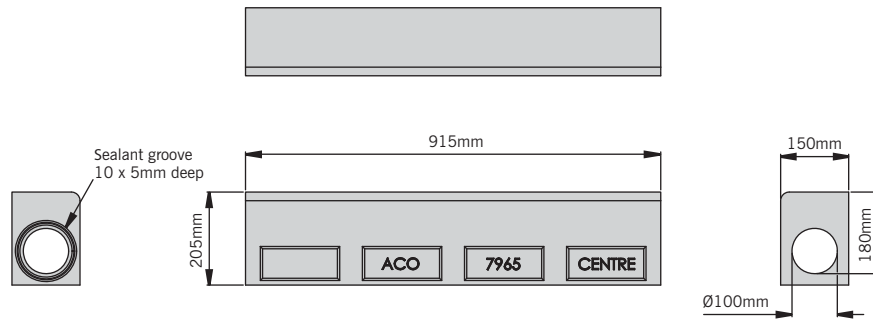 915mm
150mm
Sealant groove
10 x 5mm deep
205mm
180mm
ACO
7965
CENTRE
Ø100mm